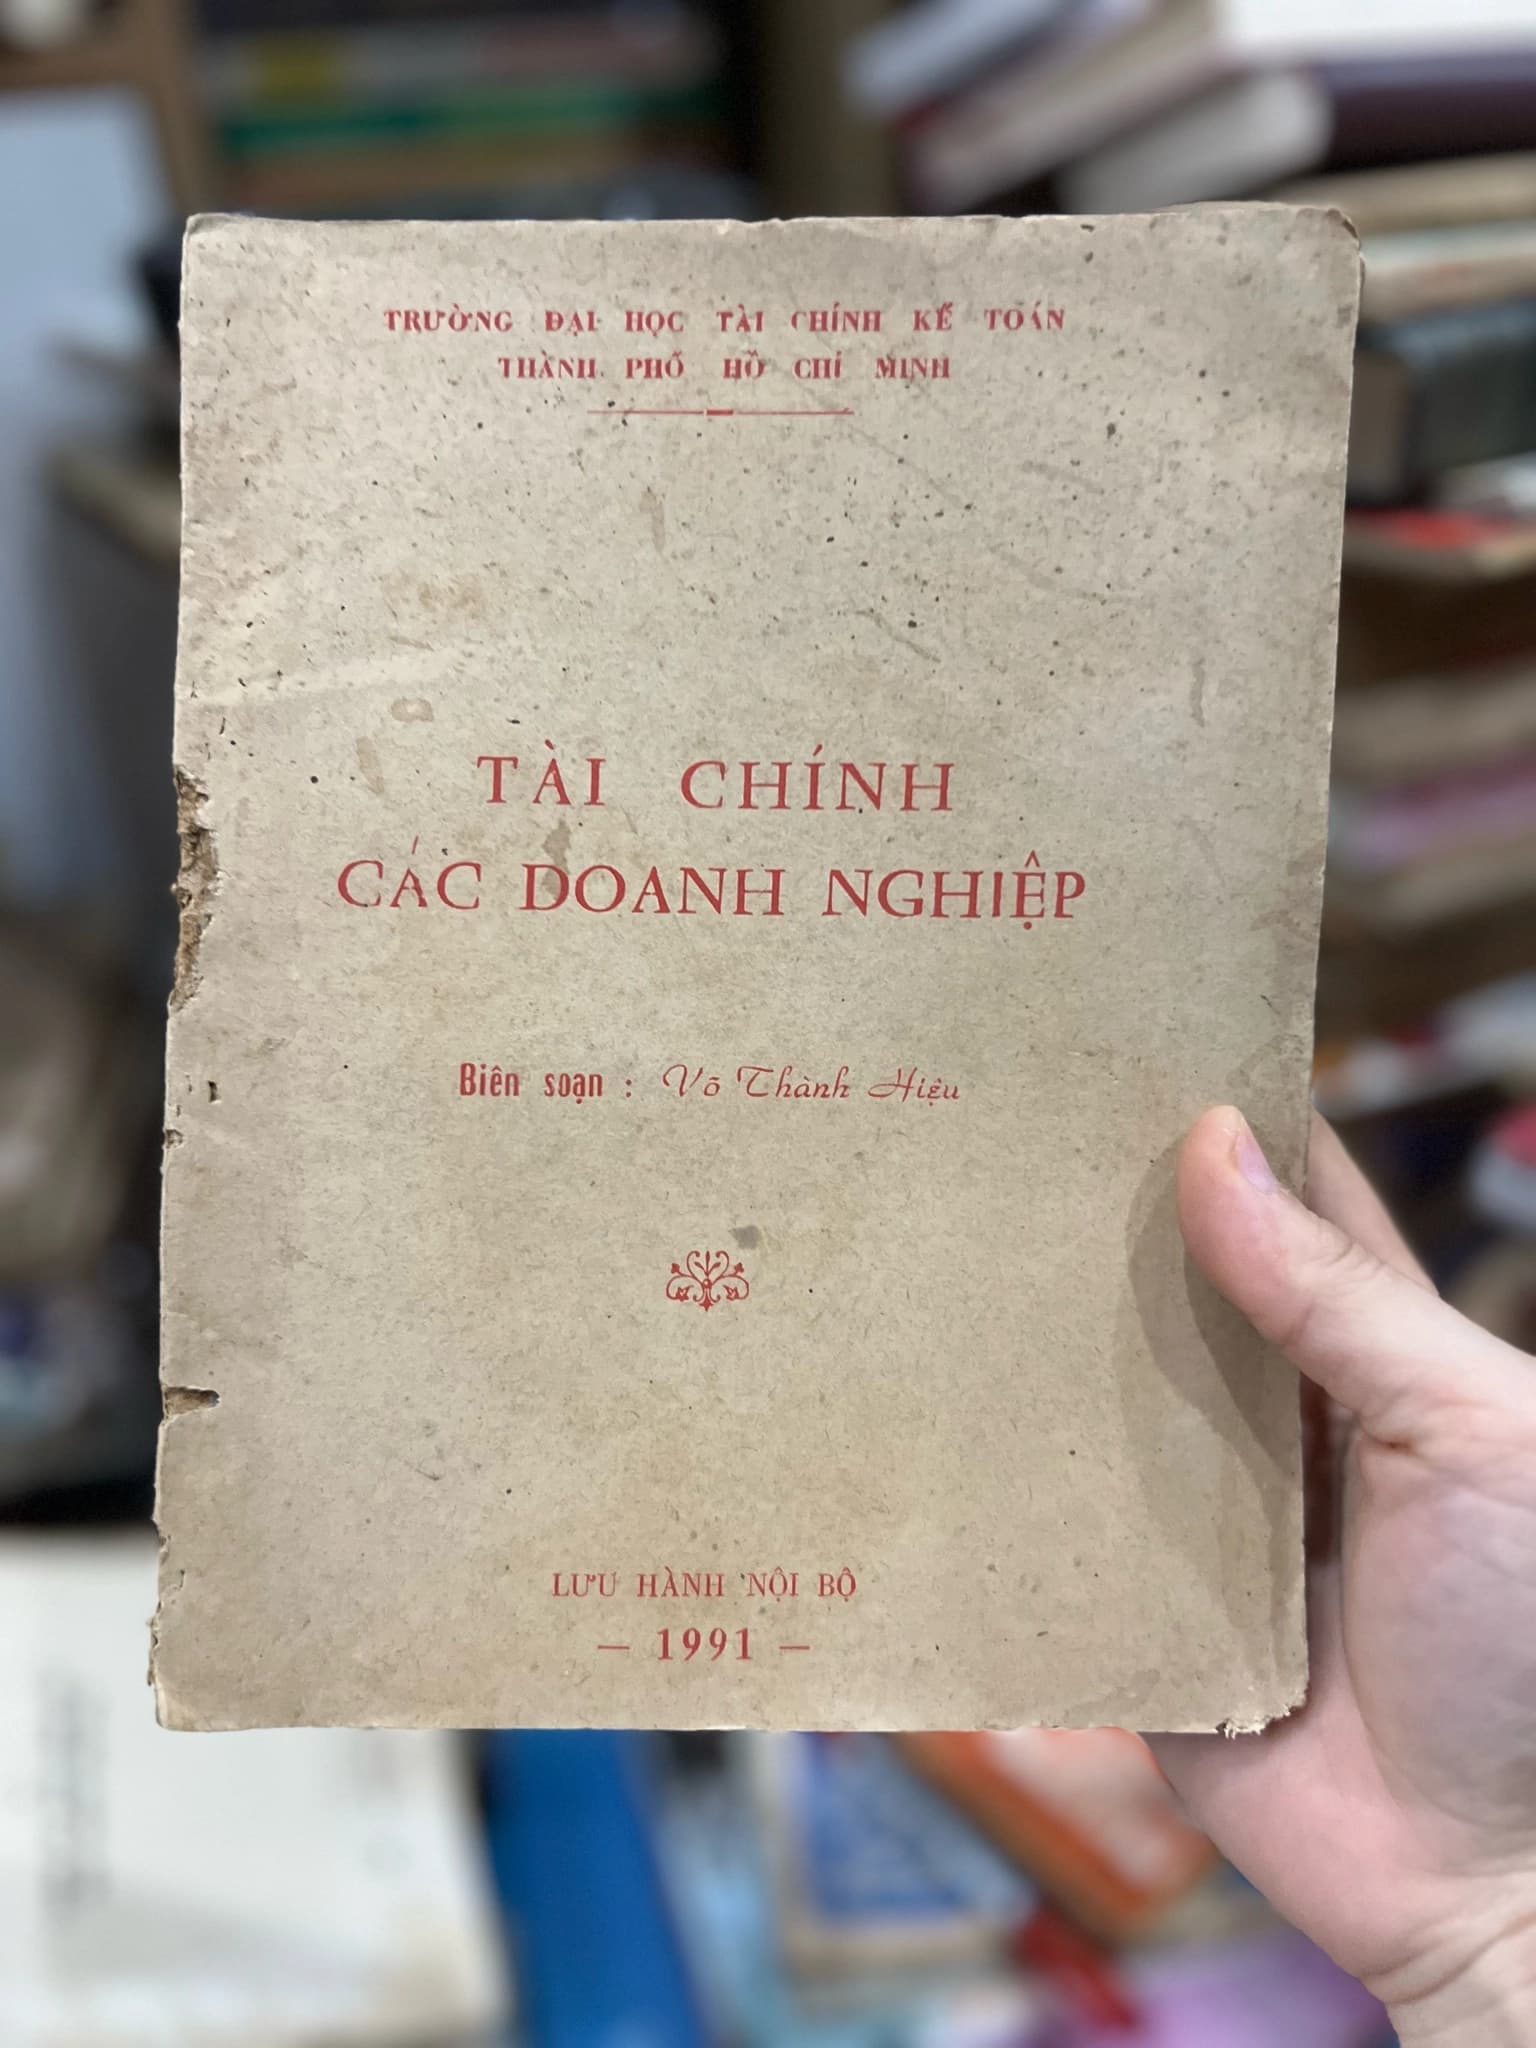 TRƯỜNG ĐẠI HỌC TÀI CHÍNH KẾ TOÁN
THÀNH PHỐ HỒ CHÍ MINH
TÀI CHÍNH
CÁC DOANH NGHIỆP
Biên soạn : Võ Thành Hiệu
LƯU HÀNH NỘI BỘ
— 1991 —